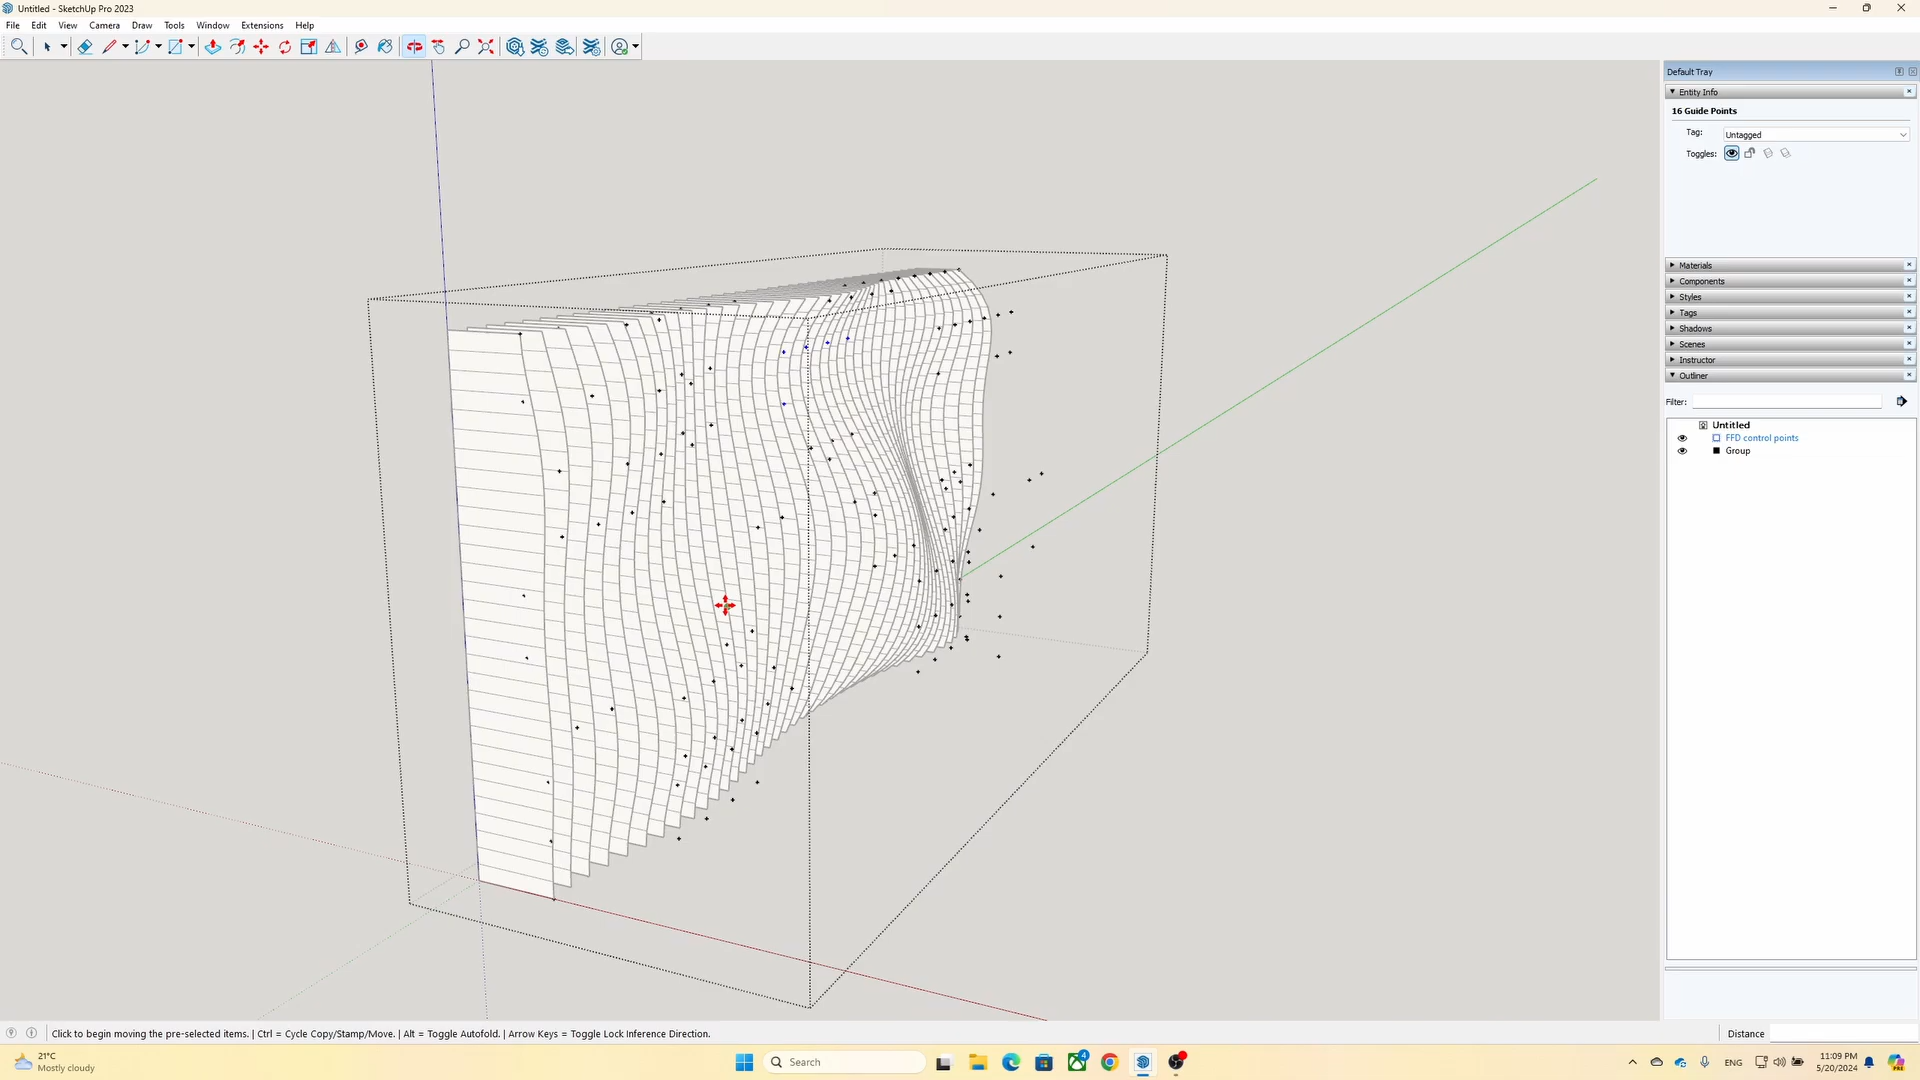 Untitled - SketchUp Pro 2023
File Edit View Camera Draw Tools Window Extensions Help
Default Tray
Entity Info
16 Guide Points
Tag: Untagged
Toggles:
Materials
Components
Styles
Tags
Shadows
Scenes
Instructor
Outliner
Filter:
Untitled
FFD control points
Group
Click to begin moving the pre-selected items. | Ctrl = Cycle Copy/Stamp/Move. | Alt = Toggle Autofold. | Arrow Keys = Toggle Lock Inference Direction.
Distance
21°C
Mostly cloudy
Search
4
ENG
11:09 PM
5/20/2024
PRE